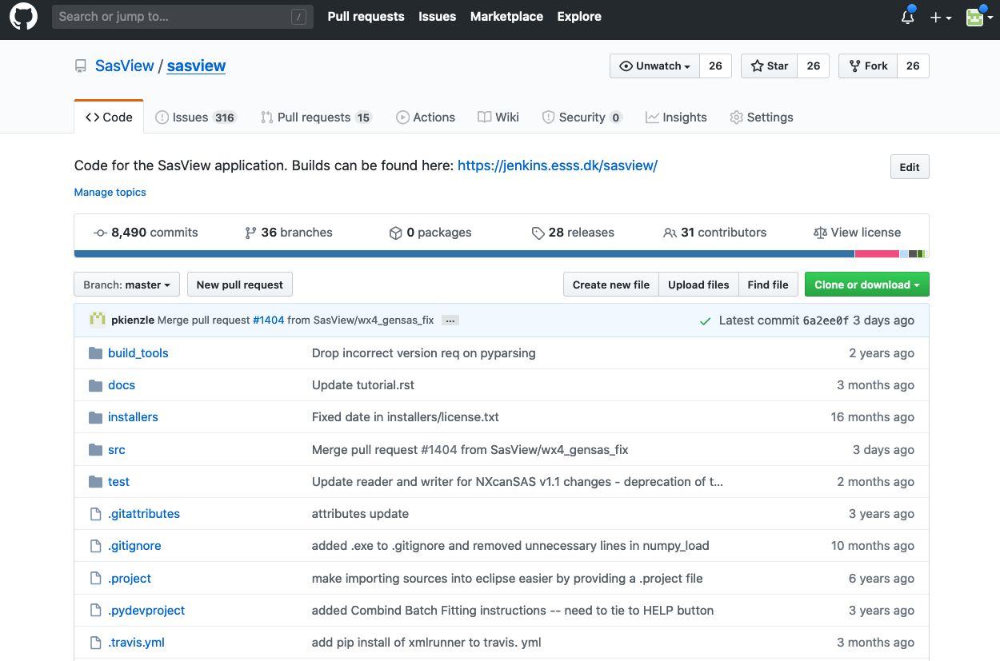 Search or jump to... /
Pull requests Issues Marketplace Explore
SasView / sasview
Unwatch 26 Star 26 Fork 26
Code Issues 316 Pull requests 15 Actions Wiki Security 0 Insights Settings
Code for the SasView application. Builds can be found here: https://jenkins.esss.dk/sasview/ Edit
Manage topics
8,490 commits 36 branches 0 packages 28 releases 31 contributors View license
Branch: master New pull request Create new file Upload files Find file Clone or download
pkienzle Merge pull request #1404 from SasView/wx4_gensas_fix ... Latest commit 6a2ee0f 3 days ago
build_tools Drop incorrect version req on pyparsing 2 years ago
docs Update tutorial.rst 3 months ago
installers Fixed date in installers/license.txt 16 months ago
src Merge pull request #1404 from SasView/wx4_gensas_fix 3 days ago
test Update reader and writer for NXcanSAS v1.1 changes - deprecation of t... 2 months ago
.gitattributes attributes update 3 years ago
.gitignore added .exe to .gitignore and removed unnecessary lines in numpy_load 10 months ago
.project make importing sources into eclipse easier by providing a .project file 6 years ago
.pydevproject added Combind Batch Fitting instructions -- need to tie to HELP button 3 years ago
.travis.yml add pip install of xmlrunner to travis. yml 3 months ago